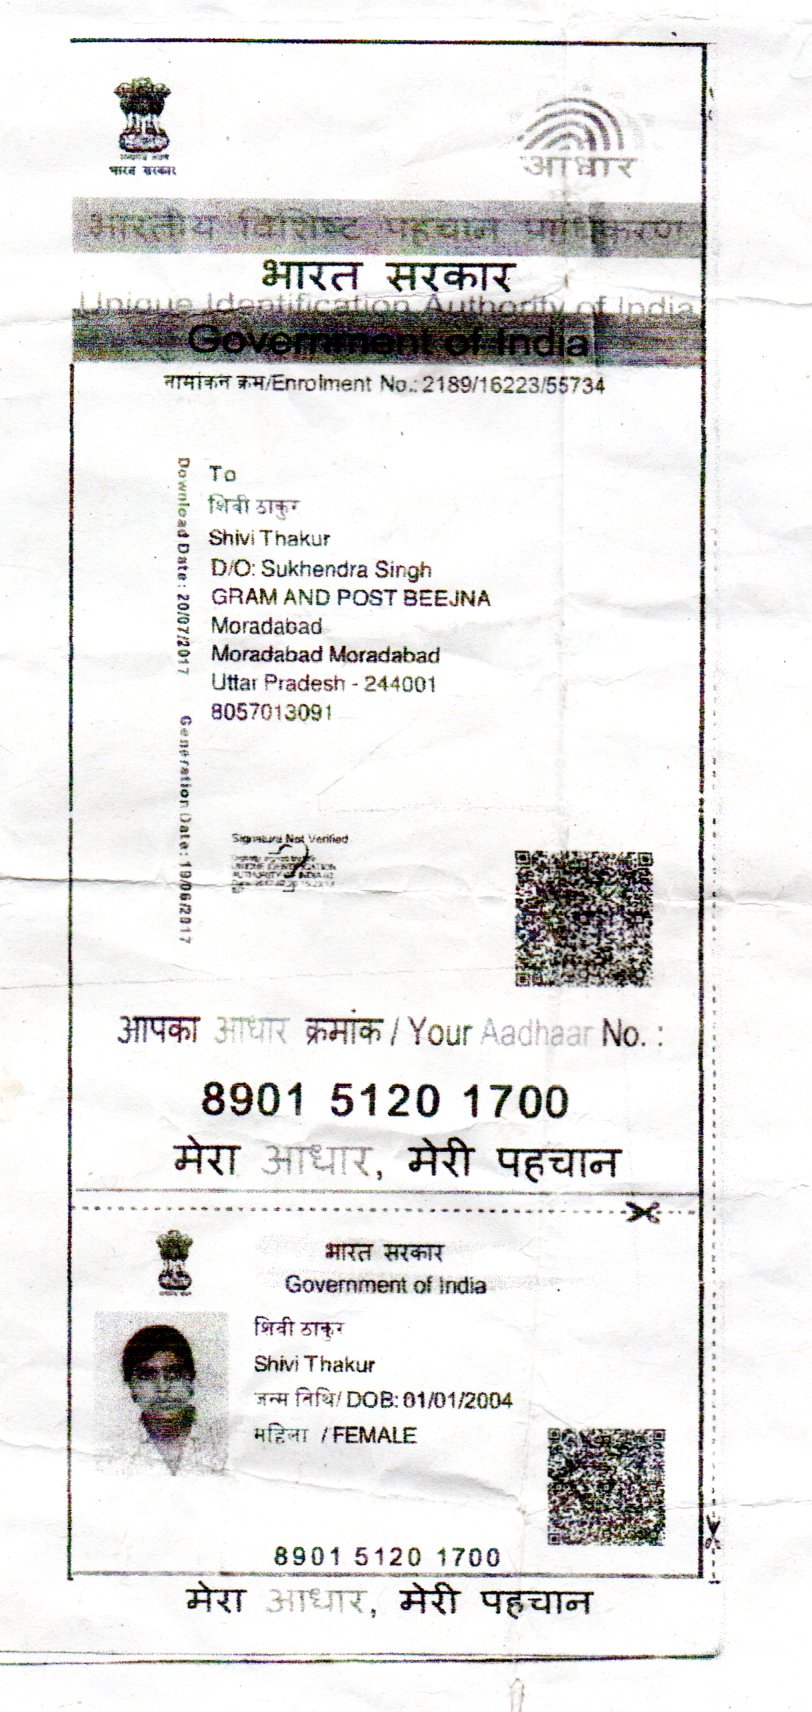 भारत सरकार
आधार
भारतीय विशिष्ट पहचान प्राधिकरण
भारत सरकार
Unique Identification Authority of India
Government of India
नामांकन क्रम/Enrolment No.: 2189/16223/55734
To
शिवी ठाकुर
Shivi Thakur
D/O: Sukhendra Singh
GRAM AND POST BEEJNA
Moradabad
Moradabad Moradabad
Uttar Pradesh - 244001
8057013091
Download Date: 20/07/2017
Generation Date: 19/06/2017
Signature Not Verified
आपका आधार क्रमांक / Your Aadhaar No. :
8901 5120 1700
मेरा आधार, मेरी पहचान
भारत सरकार
Government of India
शिवी ठाकुर
Shivi Thakur
जन्म तिथि/ DOB: 01/01/2004
महिला / FEMALE
8901 5120 1700
मेरा आधार, मेरी पहचान